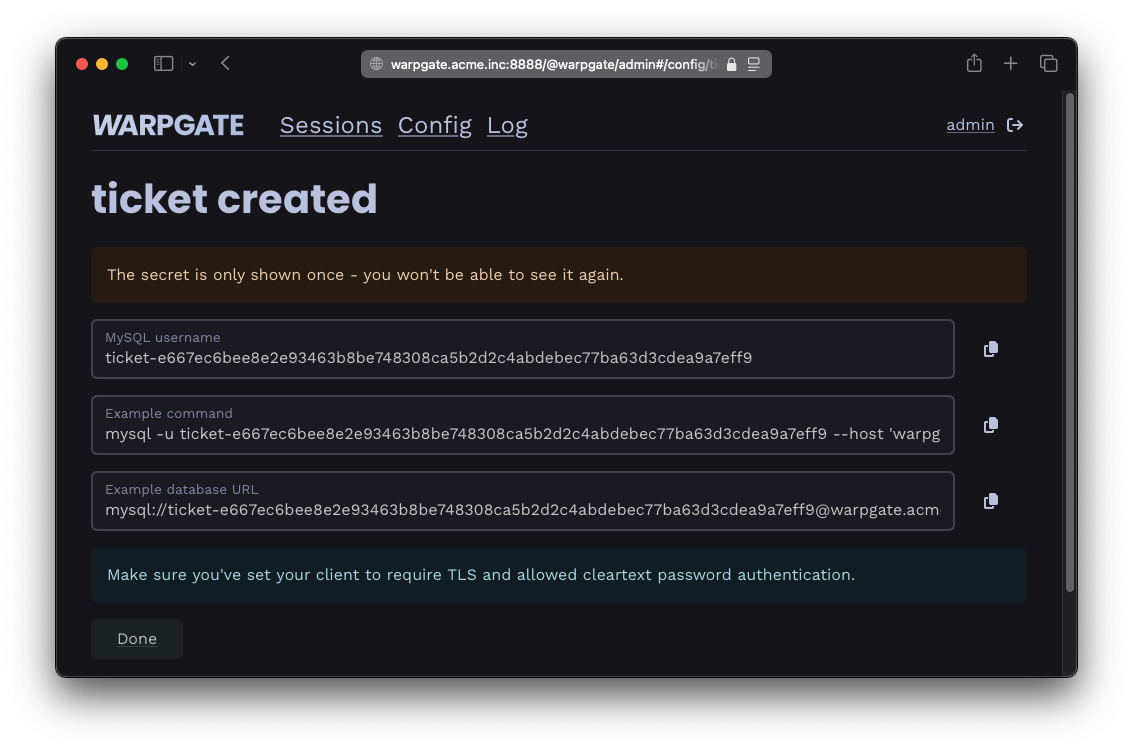 warpgate.acme.inc:8888/@warpgate/admin#/config/
WARPGATE Sessions Config Log admin
ticket created
The secret is only shown once - you won't be able to see it again.
MySQL username
ticket-e667ec6bee8e2e93463b8be748308ca5b2d2c4abdebec77ba63d3cdea9a7eff9
Example command
mysql -u ticket-e667ec6bee8e2e93463b8be748308ca5b2d2c4abdebec77ba63d3cdea9a7eff9 --host 'warpg
Example database URL
mysql://ticket-e667ec6bee8e2e93463b8be748308ca5b2d2c4abdebec77ba63d3cdea9a7eff9@warpgate.acm
Make sure you've set your client to require TLS and allowed cleartext password authentication.
Done